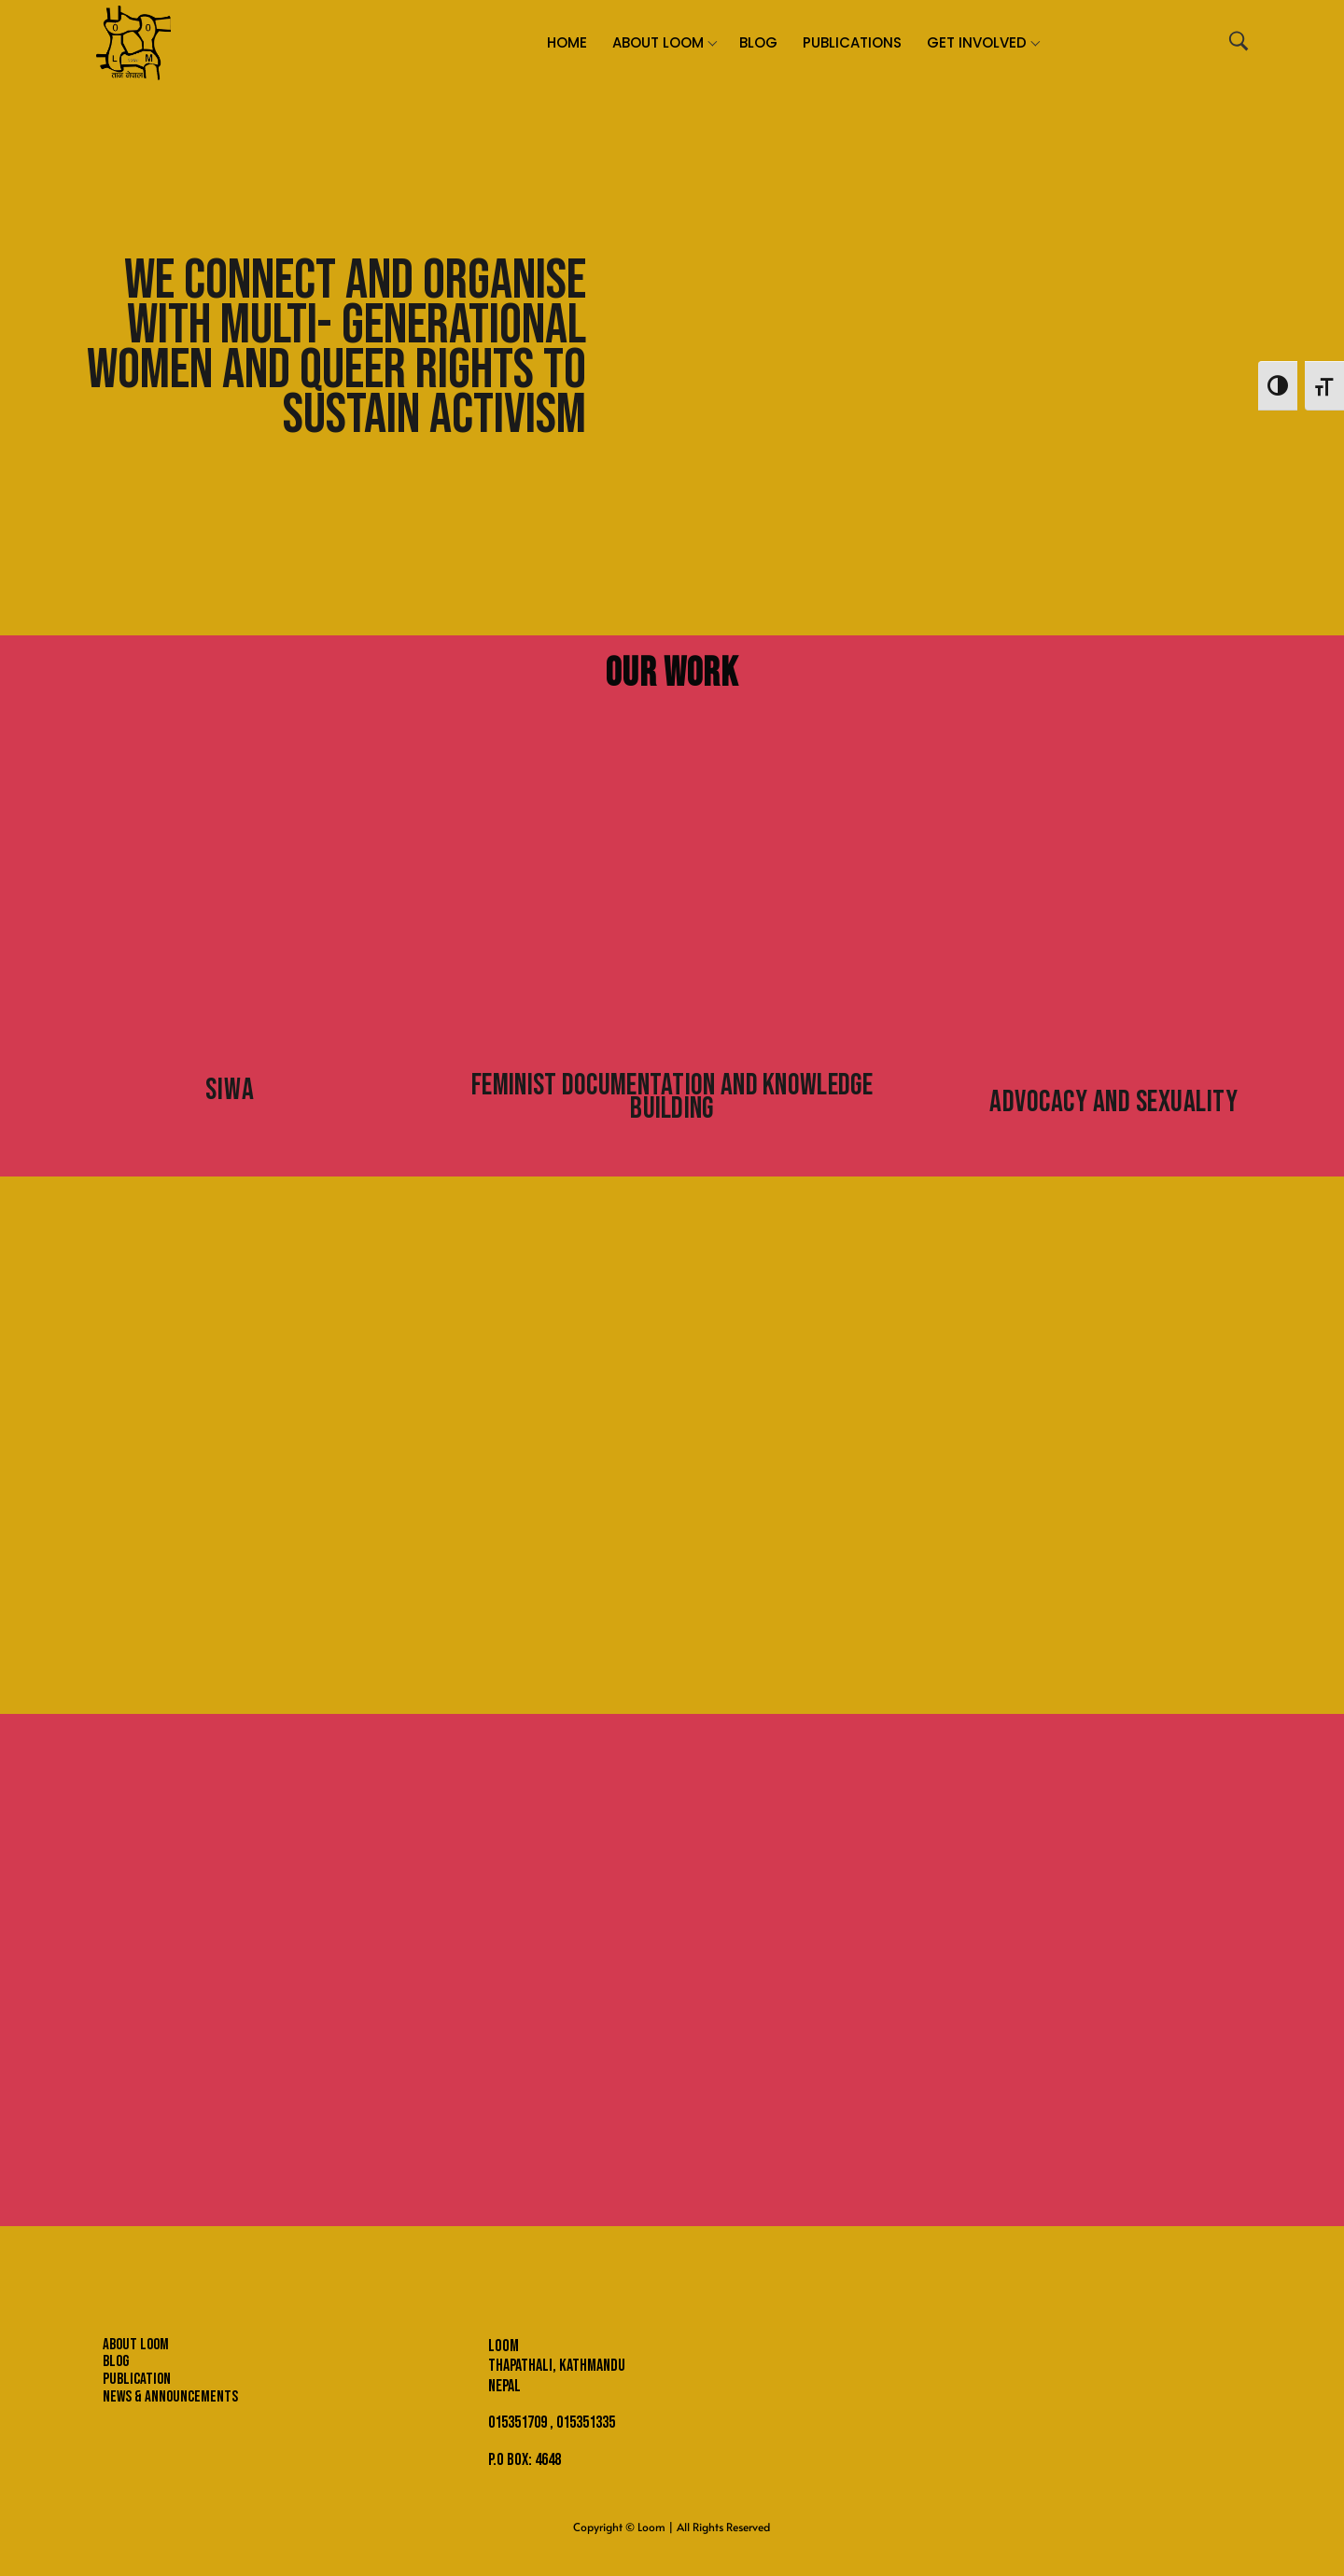 O O
L M
ताना नेपाल
HOME ABOUT LOOM BLOG PUBLICATIONS GET INVOLVED
WE CONNECT AND ORGANISE
WITH MULTI- GENERATIONAL
WOMEN AND QUEER RIGHTS TO
SUSTAIN ACTIVISM
OUR WORK
SIWA
FEMINIST DOCUMENTATION AND KNOWLEDGE
BUILDING
ADVOCACY AND SEXUALITY
ABOUT LOOM
BLOG
PUBLICATION
NEWS & ANNOUNCEMENTS
LOOM
THAPATHALI, KATHMANDU
NEPAL
015351709 , 015351335
P.O BOX: 4648
Copyright © Loom | All Rights Reserved